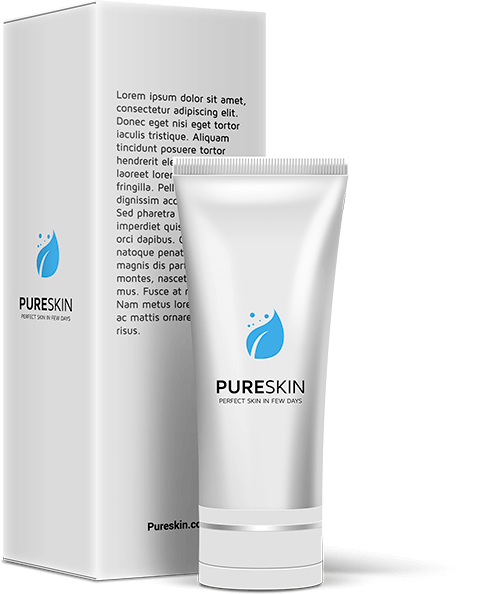 Lorem ipsum dolor sit amet,
consectetur adipiscing elit.
Donec eget nisi eget tortor
iaculis tristique. Aliquam
tincidunt posuere tortor
hendrerit
laoreet
fringilla.
dignissim
Sed pharetra
imperdiet
orci dapibus.
natoque
magnis dis
montes,
mus. Fusce at
Nam metus
ac mattis ornare
risus.
PURESKIN
PERFECT SKIN IN FEW DAYS
Pureskin.co
PURESKIN
PERFECT SKIN IN FEW DAYS